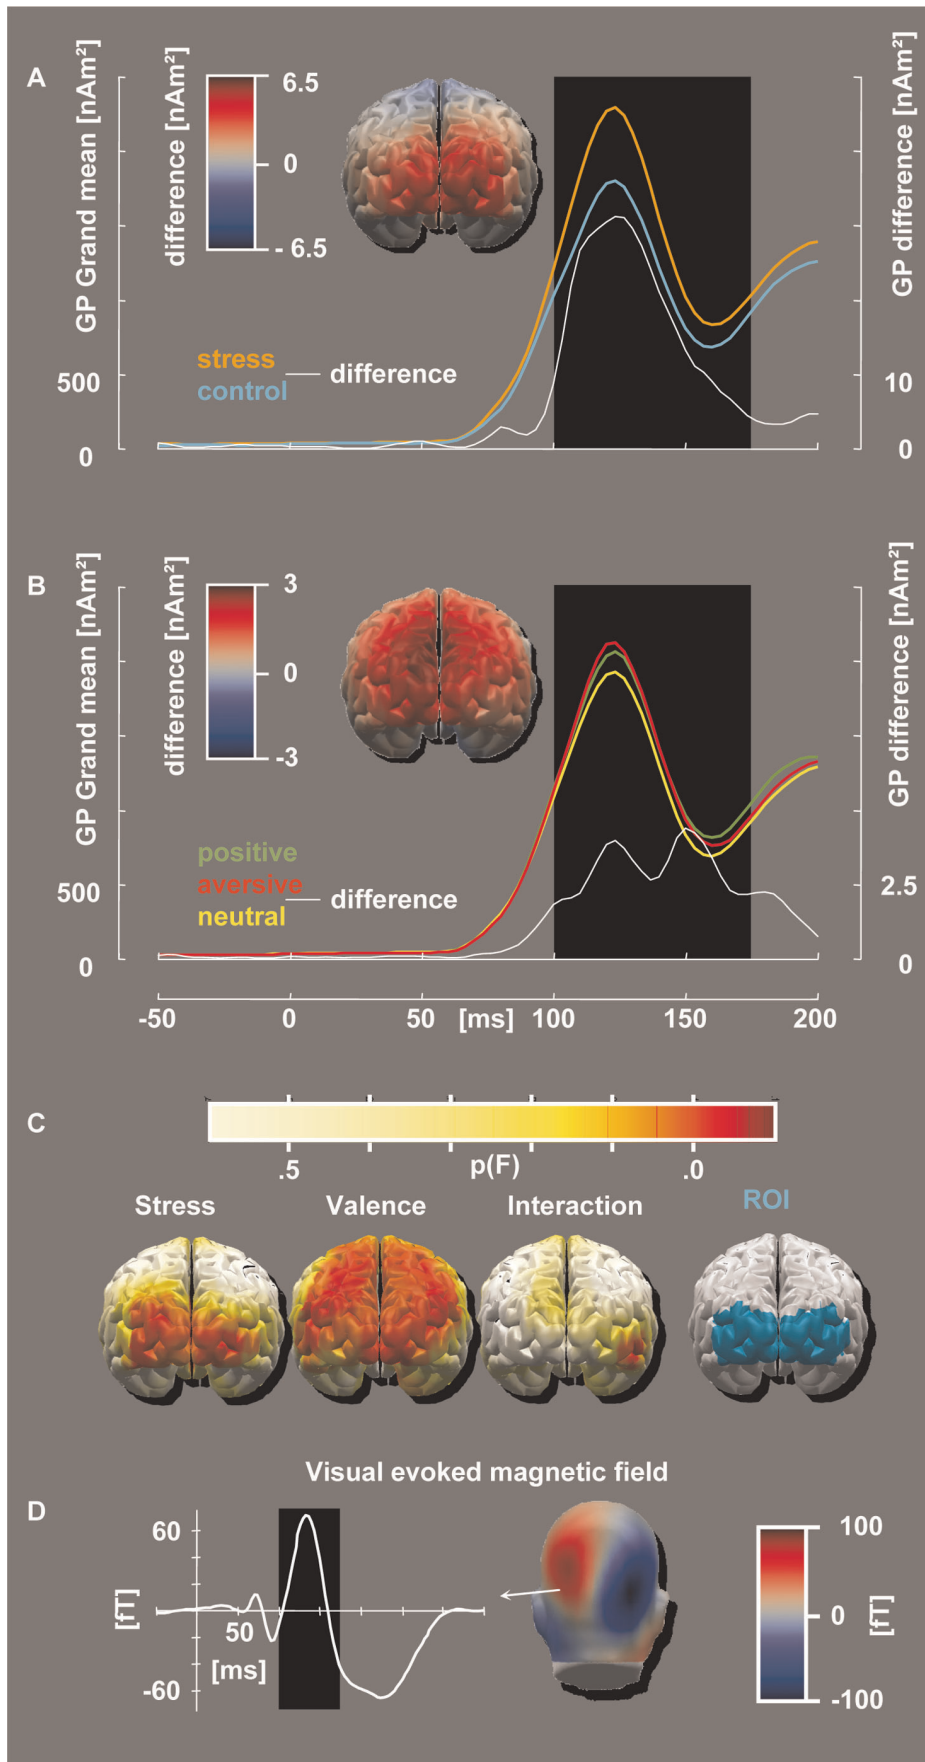 A
GP Grand mean [nAm²]
500
0
difference [nAm²]
6.5
0
- 6.5
stress
control
difference
GP difference [nAm²]
10
0
B
GP Grand mean [nAm²]
500
0
difference [nAm²]
3
0
-3
positive
aversive
neutral
difference
GP difference [nAm²]
2.5
0
-50 0 50 [ms] 100 150 200
C
.5 p(F) .0
Stress Valence Interaction ROI
Visual evoked magnetic field
D
60
[fT]
50
[ms]
-60
100
0
-100
[fT]